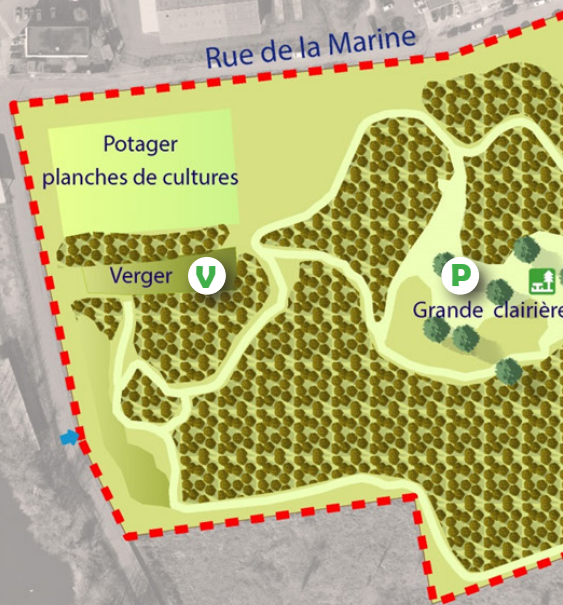 Rue de la Marine
Potager
planches de cultures
Verger V
P
Grande clairière